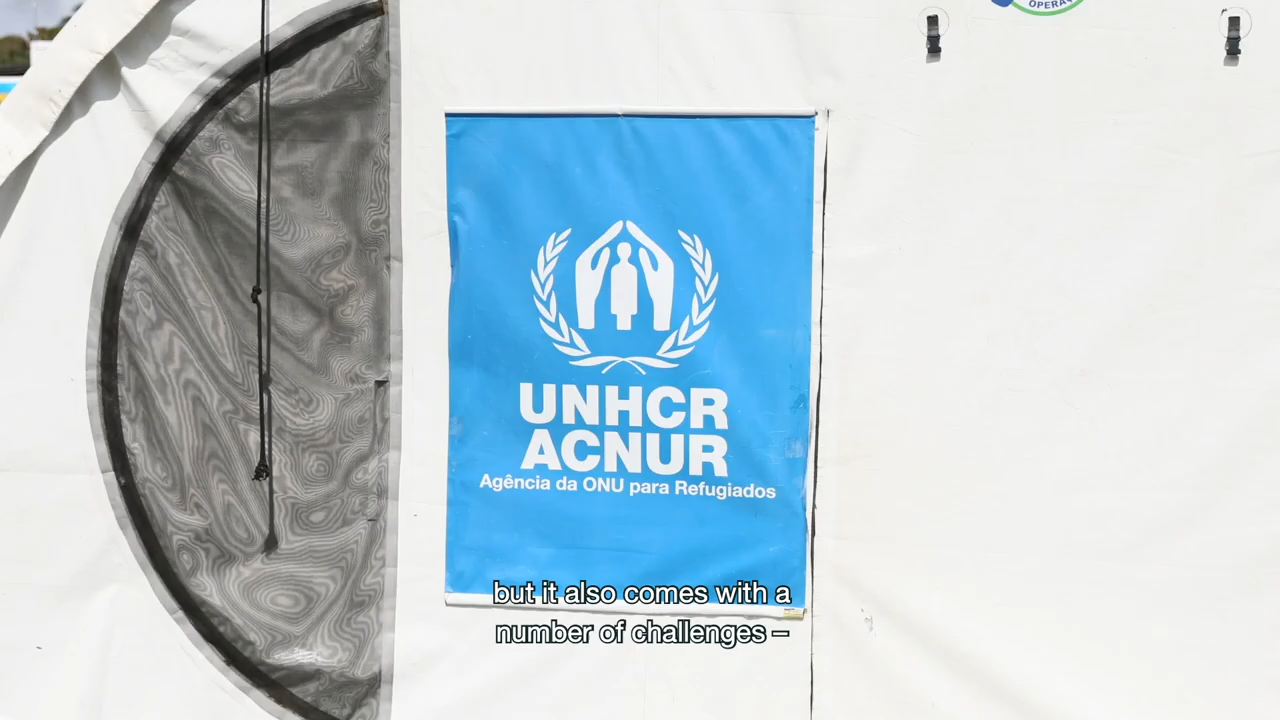 UNHCR
ACNUR
Agência da ONU para Refugiados
but it also comes with a
number of challenges –